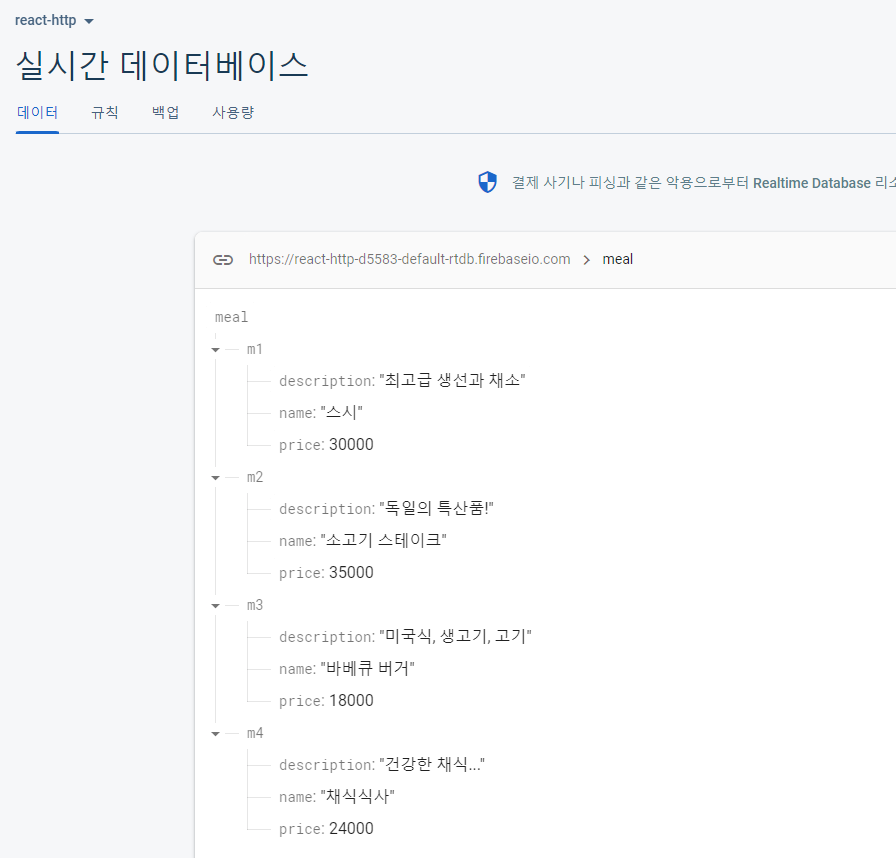 react-http
실시간 데이터베이스
데이터 규칙 백업 사용량
결제 사기나 피싱과 같은 악용으로부터 Realtime Database 리소
https://react-http-d5583-default-rtdb.firebaseio.com > meal
meal
m1
description: "최고급 생선과 채소"
name: "스시"
price: 30000
m2
description: "독일의 특산품!"
name: "소고기 스테이크"
price: 35000
m3
description: "미국식, 생고기, 고기"
name: "바베큐 버거"
price: 18000
m4
description: "건강한 채식..."
name: "채식식사"
price: 24000